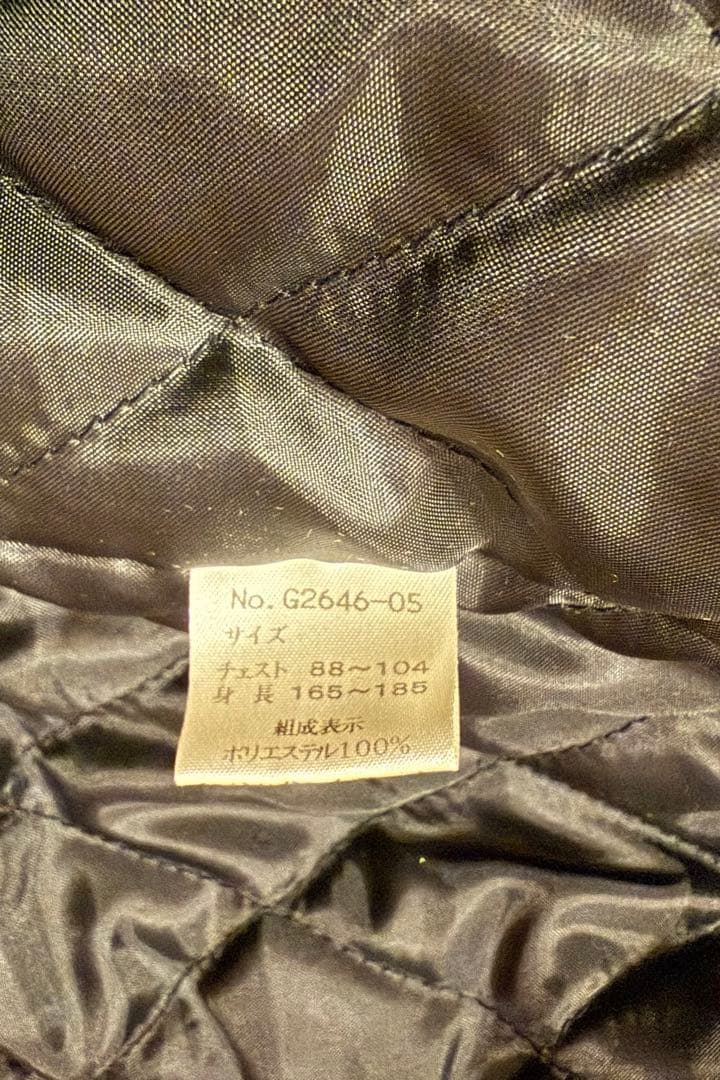 No.G2646-05
サイズ
チェスト 88〜104
身 長 165〜185
組成表示
ポリエステル100%